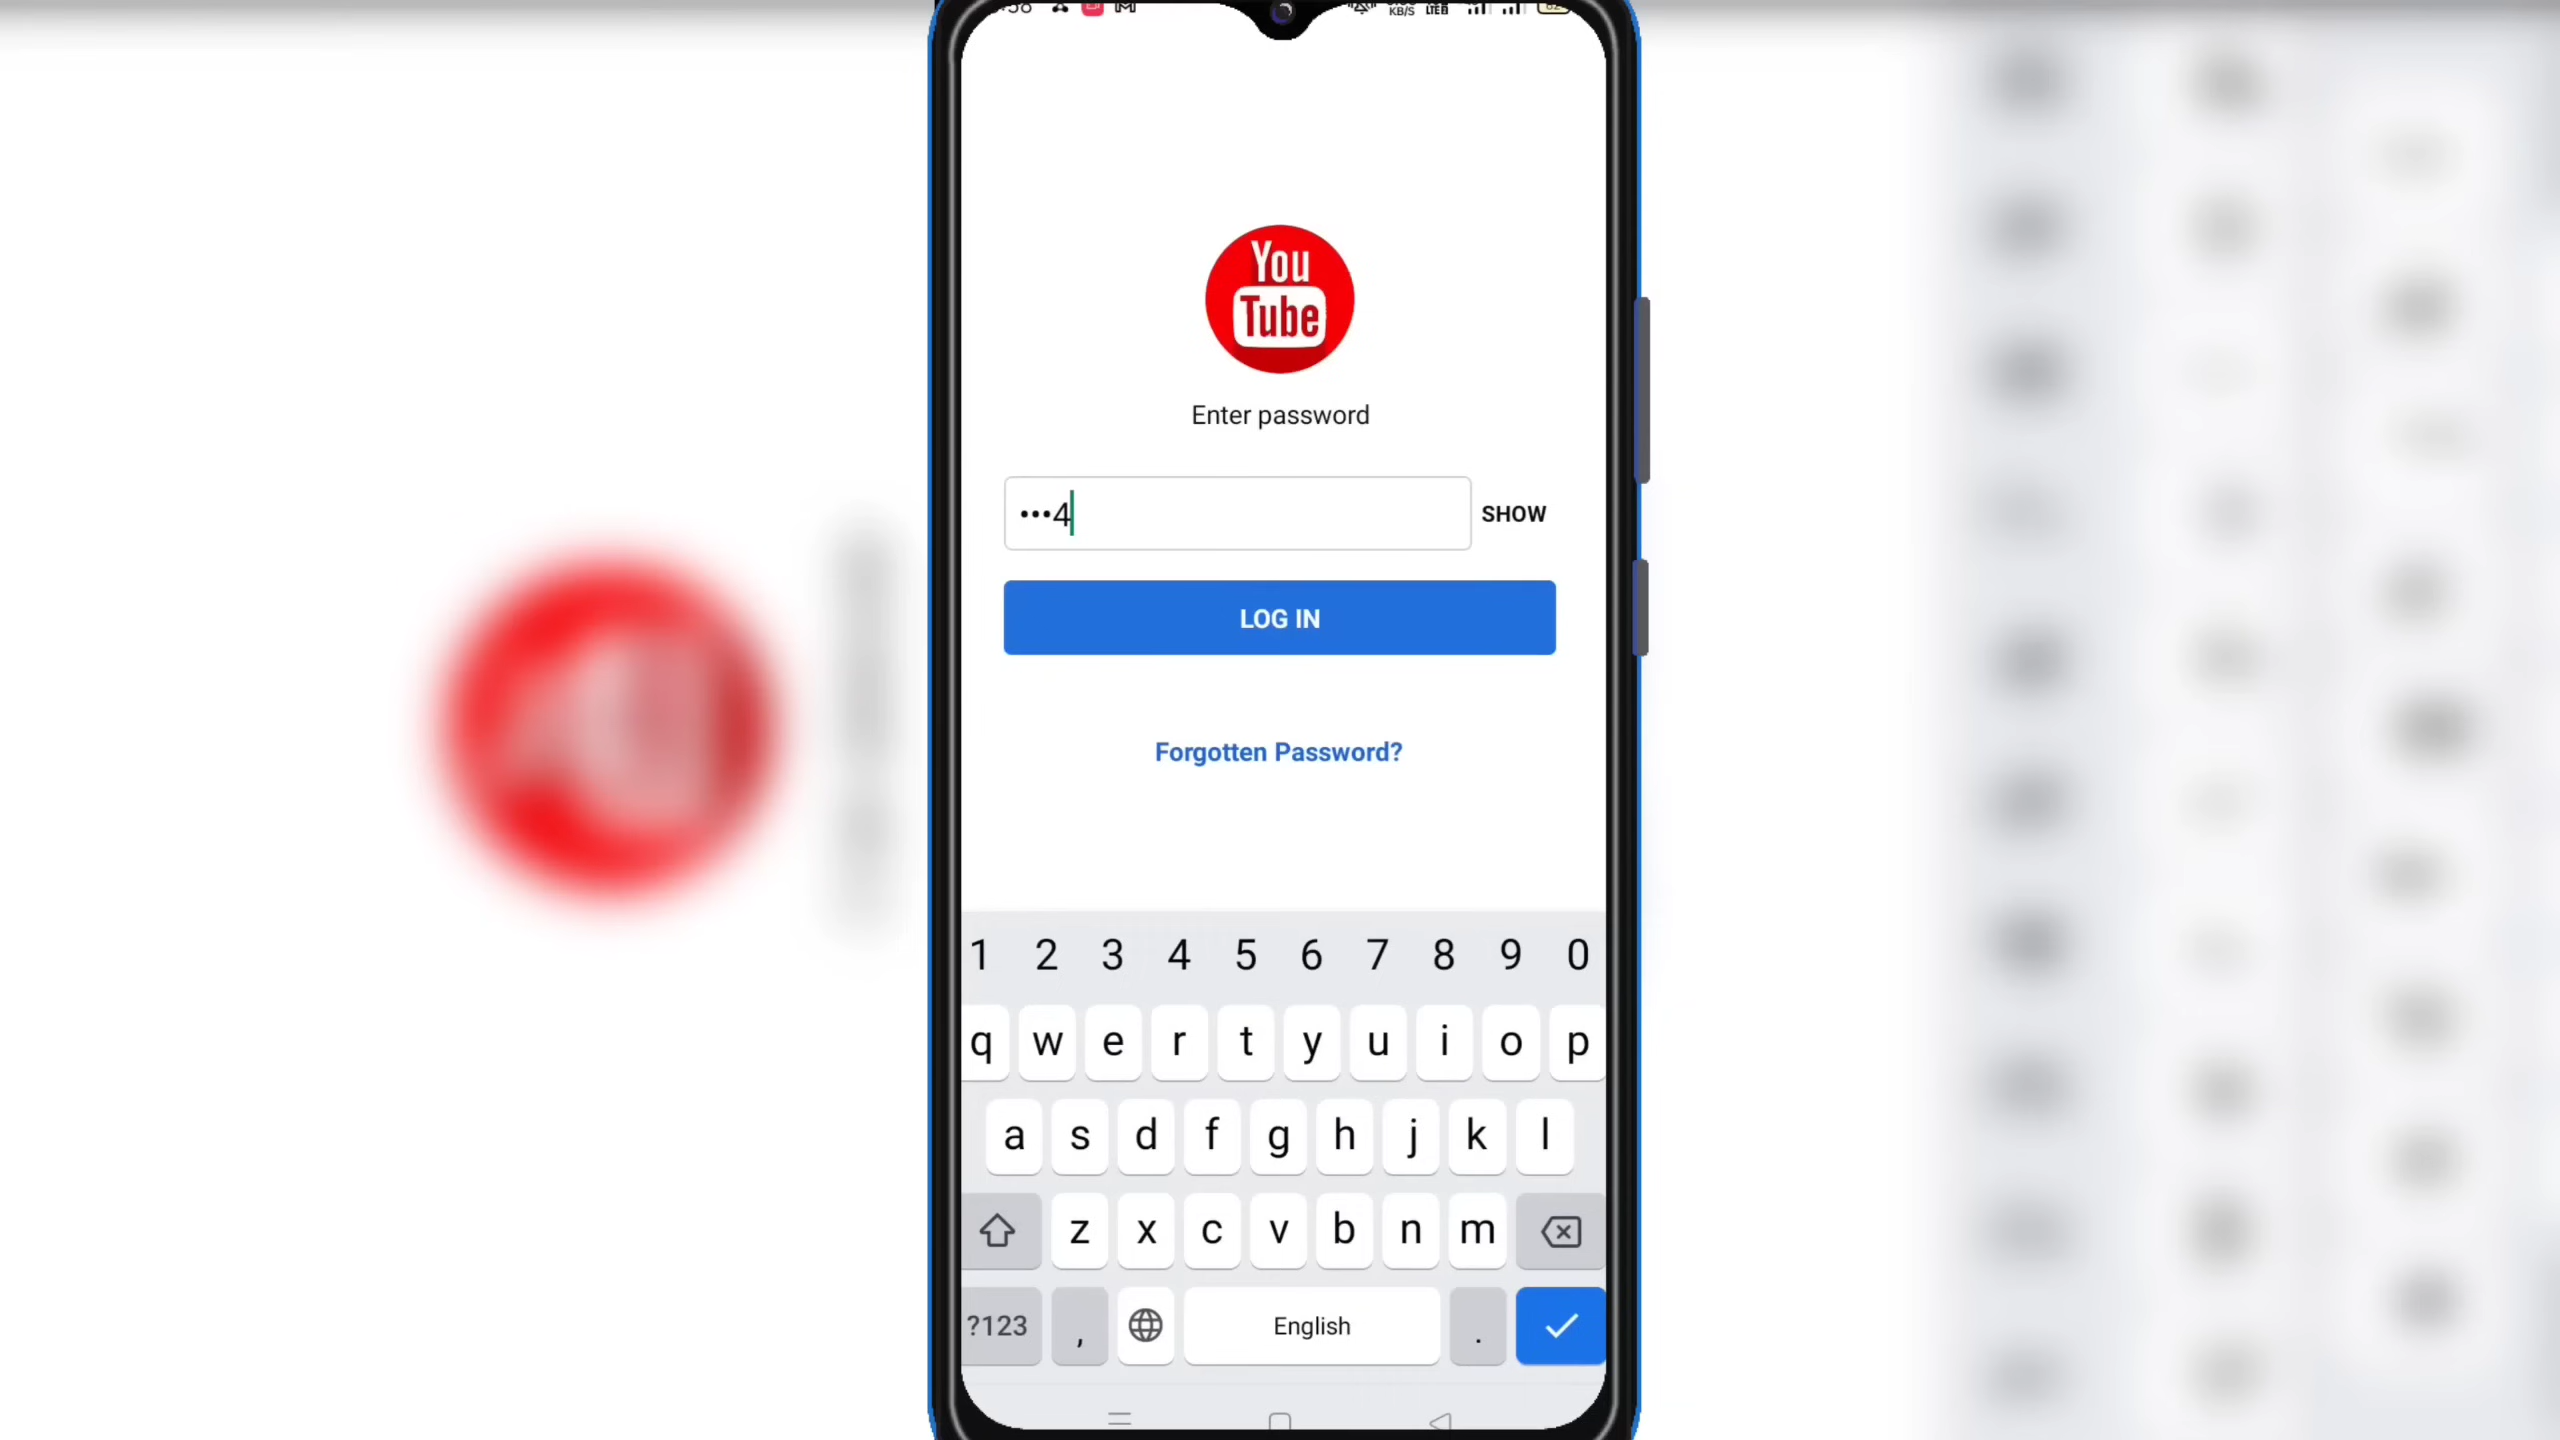 KB/S
You
Tube
Enter password
•••4
SHOW
LOG IN
Forgotten Password?
1 2 3 4 5 6 7 8 9 0
q w e r t y u i o p
a s d f g h j k l
z x c v b n m
?123 , English .